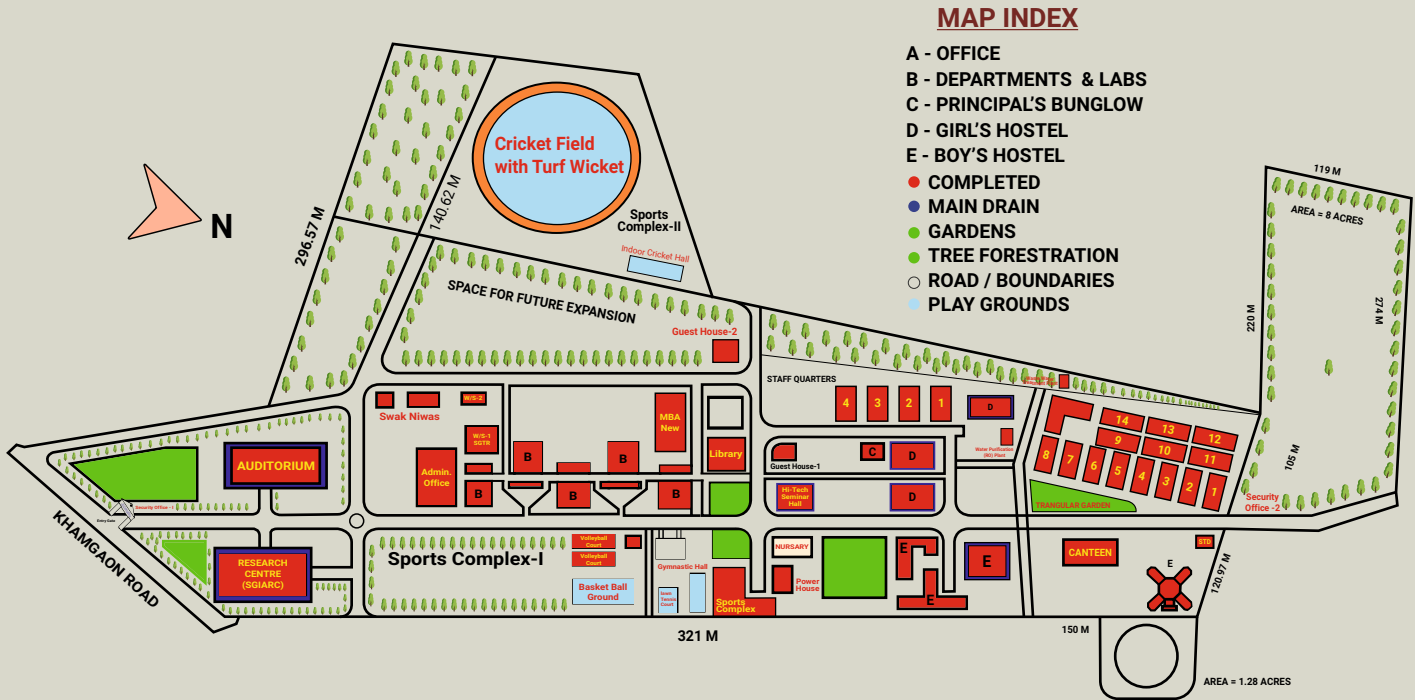 MAP INDEX
A - OFFICE
B - DEPARTMENTS & LABS
C - PRINCIPAL'S BUNGLOW
D - GIRL'S HOSTEL
E - BOY'S HOSTEL
COMPLETED
MAIN DRAIN
GARDENS
TREE FORESTRATION
ROAD / BOUNDARIES
PLAY GROUNDS
N
296.57 M
140.62 M
Cricket Field
with Turf Wicket
Sports
Complex-II
Indoor Cricket Hall
SPACE FOR FUTURE EXPANSION
Guest House-2
119 M
AREA = 8 ACRES
220 M
274 M
105 M
STAFF QUARTERS
4
3
2
1
D
Water Purification
(RO) Plant
Swak Niwas
W/S-2
W/S-1
SGTR
Admin.
Office
B
B
B
B
B
MBA
New
Library
Guest House-1
C
D
Hi-Tech
Seminar
Hall
D
14
13
12
9
10
11
8
7
6
5
4
3
2
1
TRANGULAR GARDEN
Security
Office -2
AUDITORIUM
Security Office -1
Entry Gate
KHAMGAON ROAD
RESEARCH
CENTRE
(SGIARC)
Sports Complex-I
Volleyball
Court
Volleyball
Court
Basket Ball
Ground
Gymnastic Hall
lawn
Tennis
Court
Sports
Complex
NURSARY
Power
House
E
E
E
CANTEEN
STD
E
120.97 M
321 M
150 M
AREA = 1.28 ACRES